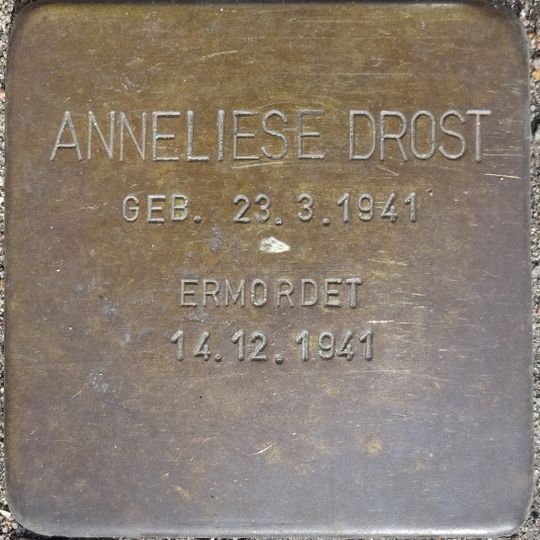 ANNELIESE DROST
GEB. 23.3.1941
ERMORDET
14.12.1941